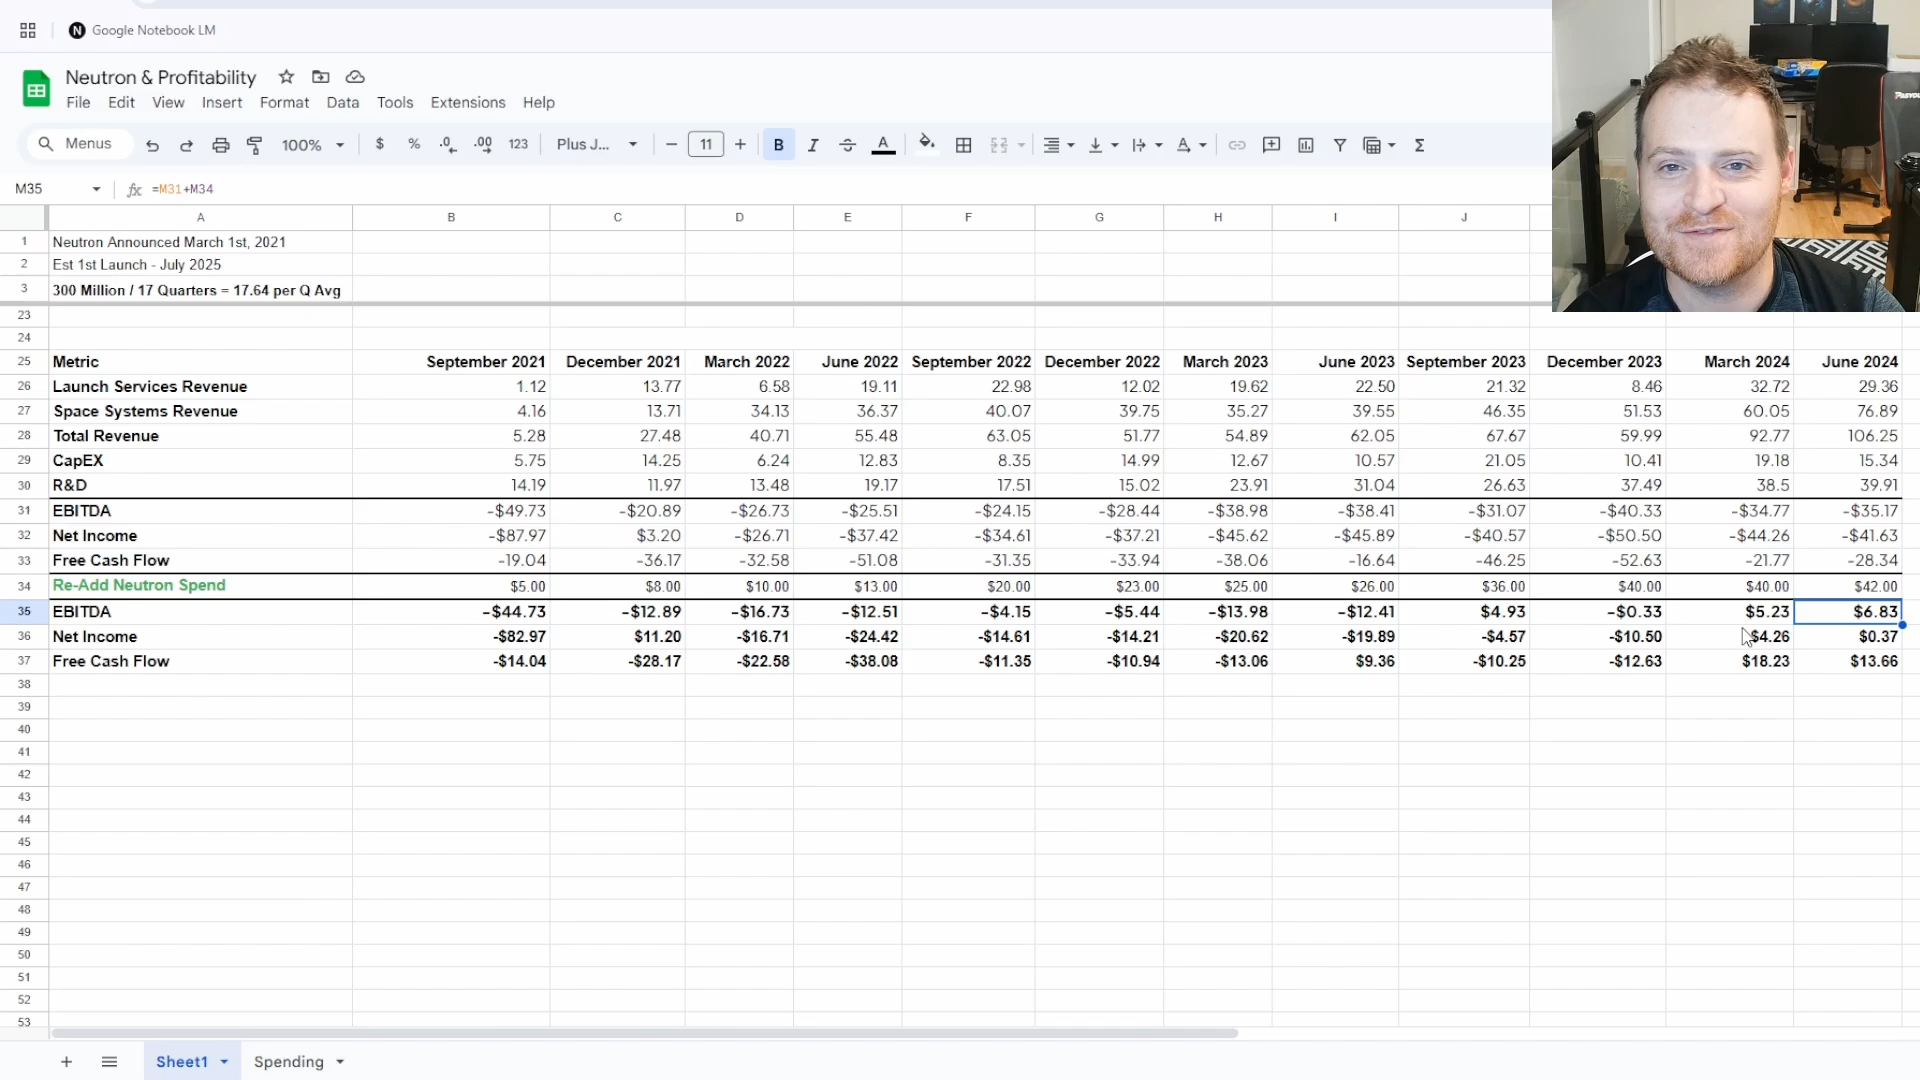 Google Notebook LM
Neutron & Profitability
File Edit View Insert Format Data Tools Extensions Help
Menus 100% $ % .0 .00 123 Plus J... − 11 + B I A Σ
M35 fx =M31+M34
A B C D E F G H I J
1 Neutron Announced March 1st, 2021
2 Est 1st Launch - July 2025
3 300 Million / 17 Quarters = 17.64 per Q Avg
23
24
25 Metric September 2021 December 2021 March 2022 June 2022 September 2022 December 2022 March 2023 June 2023 September 2023 December 2023 March 2024 June 2024
26 Launch Services Revenue 1.12 13.77 6.58 19.11 22.98 12.02 19.62 22.50 21.32 8.46 32.72 29.36
27 Space Systems Revenue 4.16 13.71 34.13 36.37 40.07 39.75 35.27 39.55 46.35 51.53 60.05 76.89
28 Total Revenue 5.28 27.48 40.71 55.48 63.05 51.77 54.89 62.05 67.67 59.99 92.77 106.25
29 CapEX 5.75 14.25 6.24 12.83 8.35 14.99 12.67 10.57 21.05 10.41 19.18 15.34
30 R&D 14.19 11.97 13.48 19.17 17.51 15.02 23.91 31.04 26.63 37.49 38.5 39.91
31 EBITDA -$49.73 -$20.89 -$26.73 -$25.51 -$24.15 -$28.44 -$38.98 -$38.41 -$31.07 -$40.33 -$34.77 -$35.17
32 Net Income -$87.97 $3.20 -$26.71 -$37.42 -$34.61 -$37.21 -$45.62 -$45.89 -$40.57 -$50.50 -$44.26 -$41.63
33 Free Cash Flow -19.04 -36.17 -32.58 -51.08 -31.35 -33.94 -38.06 -16.64 -46.25 -52.63 -21.77 -28.34
34 Re-Add Neutron Spend $5.00 $8.00 $10.00 $13.00 $20.00 $23.00 $25.00 $26.00 $36.00 $40.00 $40.00 $42.00
35 EBITDA -$44.73 -$12.89 -$16.73 -$12.51 -$4.15 -$5.44 -$13.98 -$12.41 $4.93 -$0.33 $5.23 $6.83
36 Net Income -$82.97 $11.20 -$16.71 -$24.42 -$14.61 -$14.21 -$20.62 -$19.89 -$4.57 -$10.50 $4.26 $0.37
37 Free Cash Flow -$14.04 -$28.17 -$22.58 -$38.08 -$11.35 -$10.94 -$13.06 $9.36 -$10.25 -$12.63 $18.23 $13.66
38
39
40
41
42
43
44
45
46
47
48
49
50
51
52
53
Sheet1 Spending